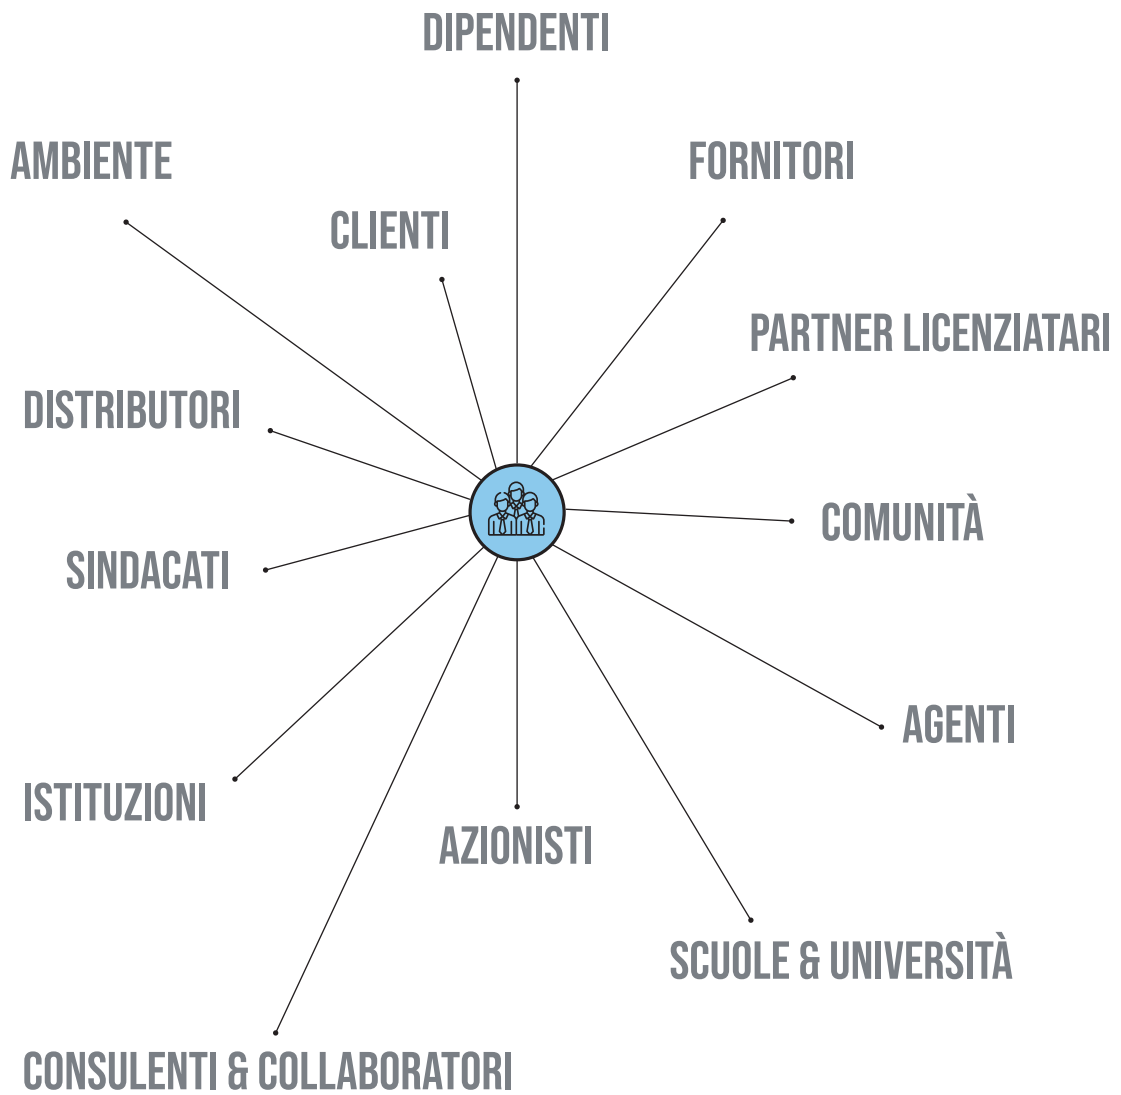 DIPENDENTI
AMBIENTE
FORNITORI
CLIENTI
PARTNER LICENZIATARI
DISTRIBUTORI
COMUNITÀ
SINDACATI
AGENTI
ISTITUZIONI
AZIONISTI
SCUOLE & UNIVERSITÀ
CONSULENTI & COLLABORATORI